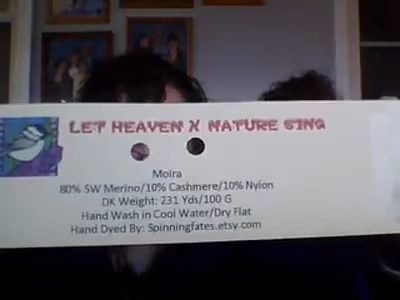 LET HEAVEN X NATURE SING
Moira
80% SW Merino/10% Cashmere/10% Nylon
DK Weight: 231 Yds/100 G
Hand Wash in Cool Water/Dry Flat
Hand Dyed By: Spinningfates.etsy.com